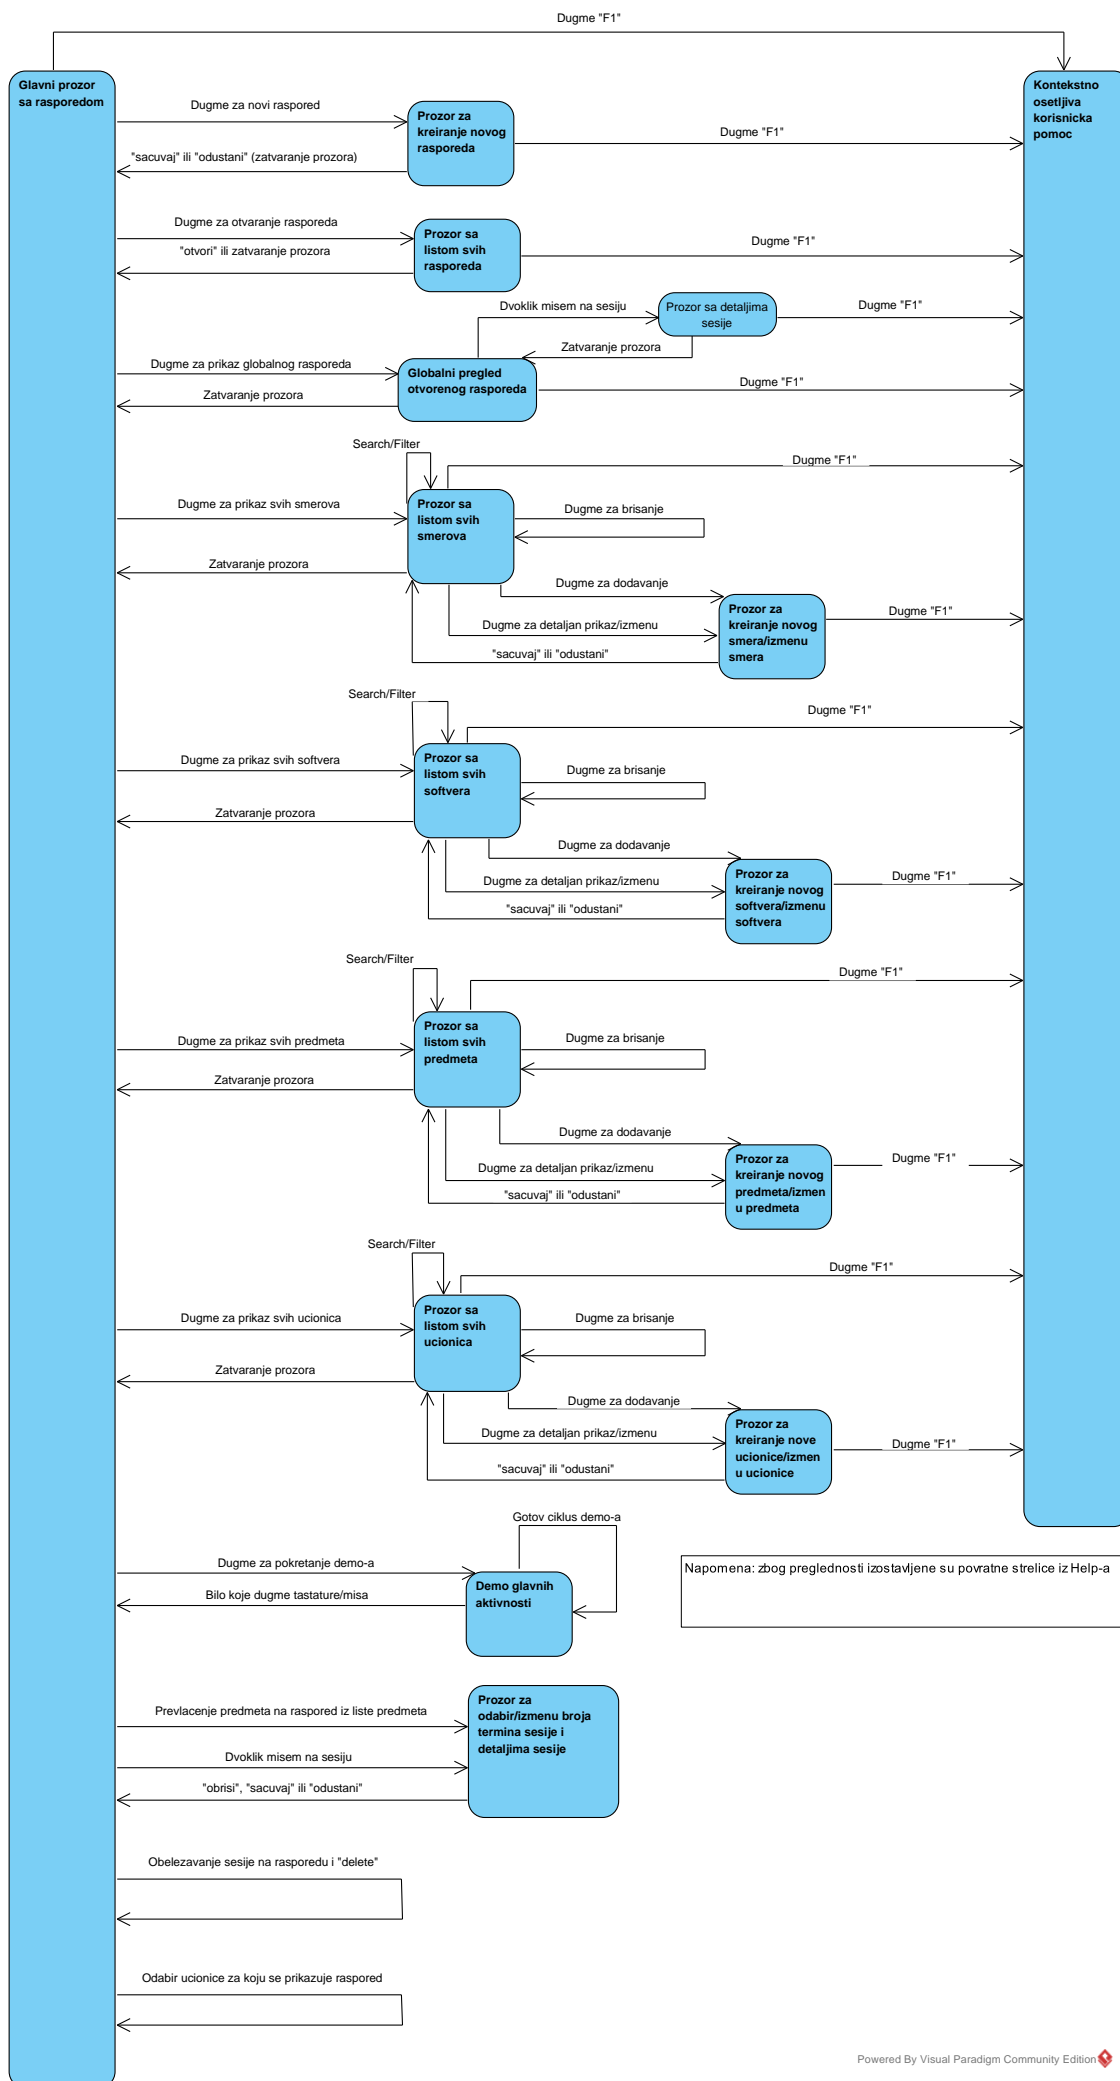 Dugme "F1"
Glavni prozor
sa rasporedom
Kontekstno
osetljiva
korisnicka
pomoc
Dugme za novi raspored
Prozor za
kreiranje novog
rasporeda
Dugme "F1"
"sacuvaj" ili "odustani" (zatvaranje prozora)
Dugme za otvaranje rasporeda
Prozor sa
listom svih
rasporeda
Dugme "F1"
"otvori" ili zatvaranje prozora
Dvoklik misem na sesiju
Prozor sa detaljima
sesije
Dugme "F1"
Zatvaranje prozora
Dugme za prikaz globalnog rasporeda
Globalni pregled
otvorenog rasporeda
Dugme "F1"
Zatvaranje prozora
Search/Filter
Dugme "F1"
Dugme za prikaz svih smerova
Prozor sa
listom svih
smerova
Dugme za brisanje
Zatvaranje prozora
Dugme za dodavanje
Prozor za
kreiranje novog
smera/izmenu
smera
Dugme "F1"
Dugme za detaljan prikaz/izmenu
"sacuvaj" ili "odustani"
Search/Filter
Dugme "F1"
Dugme za prikaz svih softvera
Prozor sa
listom svih
softvera
Dugme za brisanje
Zatvaranje prozora
Dugme za dodavanje
Prozor za
kreiranje novog
softvera/izmenu
softvera
Dugme "F1"
Dugme za detaljan prikaz/izmenu
"sacuvaj" ili "odustani"
Search/Filter
Dugme "F1"
Dugme za prikaz svih predmeta
Prozor sa
listom svih
predmeta
Dugme za brisanje
Zatvaranje prozora
Dugme za dodavanje
Prozor za
kreiranje novog
predmeta/izmen
u predmeta
Dugme "F1"
Dugme za detaljan prikaz/izmenu
"sacuvaj" ili "odustani"
Search/Filter
Dugme "F1"
Dugme za prikaz svih ucionica
Prozor sa
listom svih
ucionica
Dugme za brisanje
Zatvaranje prozora
Dugme za dodavanje
Prozor za
kreiranje nove
ucionice/izmen
u ucionice
Dugme "F1"
Dugme za detaljan prikaz/izmenu
"sacuvaj" ili "odustani"
Gotov ciklus demo-a
Dugme za pokretanje demo-a
Demo glavnih
aktivnosti
Bilo koje dugme tastature/misa
Napomena: zbog preglednosti izostavljene su povratne strelice iz Help-a
Prevlacenje predmeta na raspored iz liste predmeta
Prozor za
odabir/izmenu broja
termina sesije i
detaljima sesije
Dvoklik misem na sesiju
"obrisi", "sacuvaj" ili "odustani"
Obelezavanje sesije na rasporedu i "delete"
Odabir ucionice za koju se prikazuje raspored
Powered By Visual Paradigm Community Edition